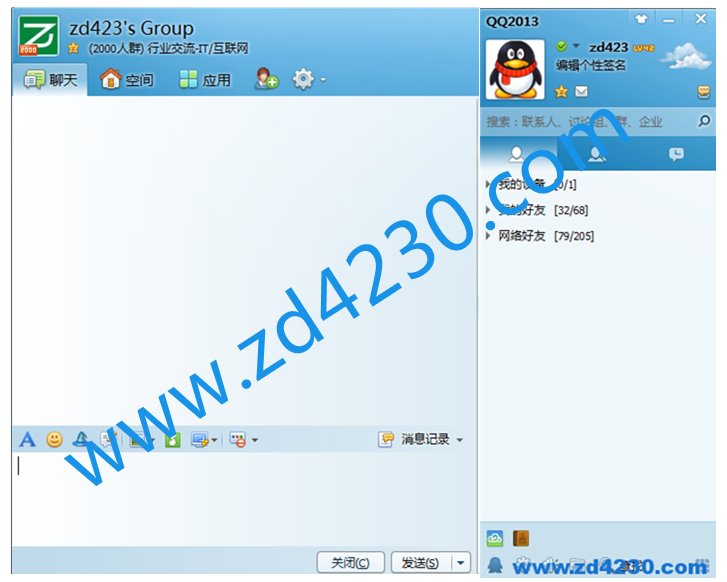 zd423's Group
(2000人群) 行业交流-IT/互联网
2000
聊天
空间
应用
A
消息记录
关闭(C)
发送(S)
QQ2013
zd423 LV42
编辑个性签名
搜索：联系人、讨论组、群、企业
我的设备 [0/1]
我的好友 [32/68]
网络好友 [79/205]
www.zd4230.com
www.zd4230.com